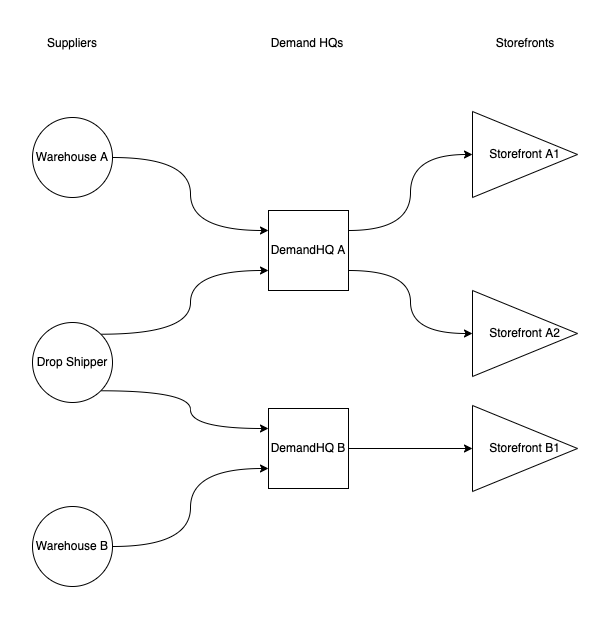 Suppliers
Demand HQs
Storefronts
Warehouse A
Storefront A1
DemandHQ A
Drop Shipper
Storefront A2
DemandHQ B
Storefront B1
Warehouse B